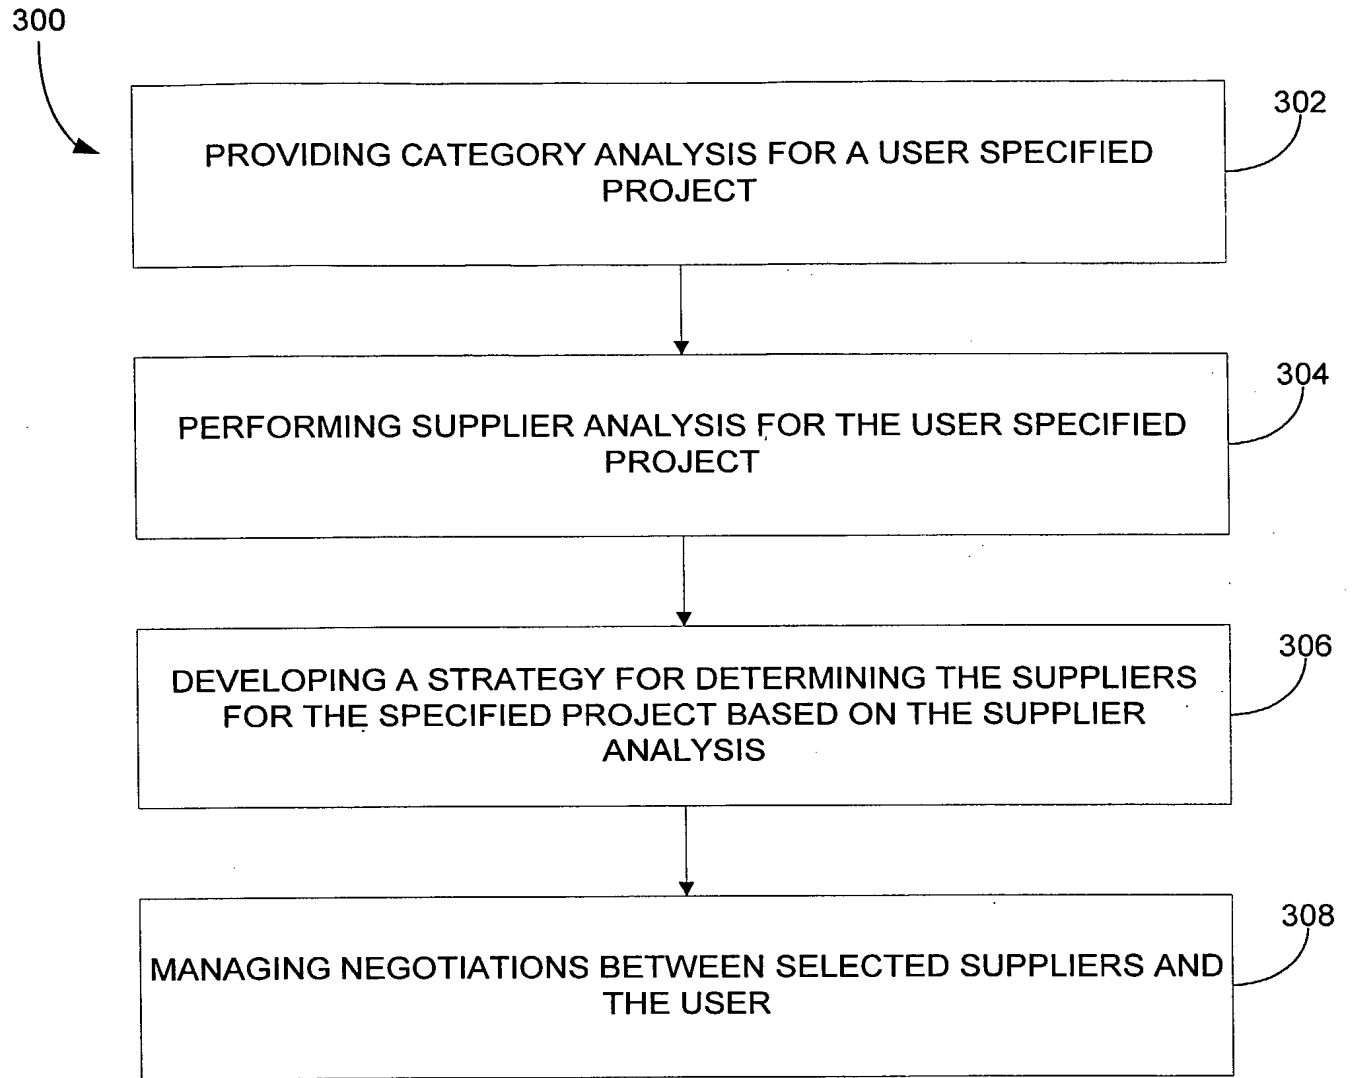 300
302
PROVIDING CATEGORY ANALYSIS FOR A USER SPECIFIED
PROJECT
304
PERFORMING SUPPLIER ANALYSIS FOR THE USER SPECIFIED
PROJECT
306
DEVELOPING A STRATEGY FOR DETERMINING THE SUPPLIERS
FOR THE SPECIFIED PROJECT BASED ON THE SUPPLIER
ANALYSIS
308
MANAGING NEGOTIATIONS BETWEEN SELECTED SUPPLIERS AND
THE USER